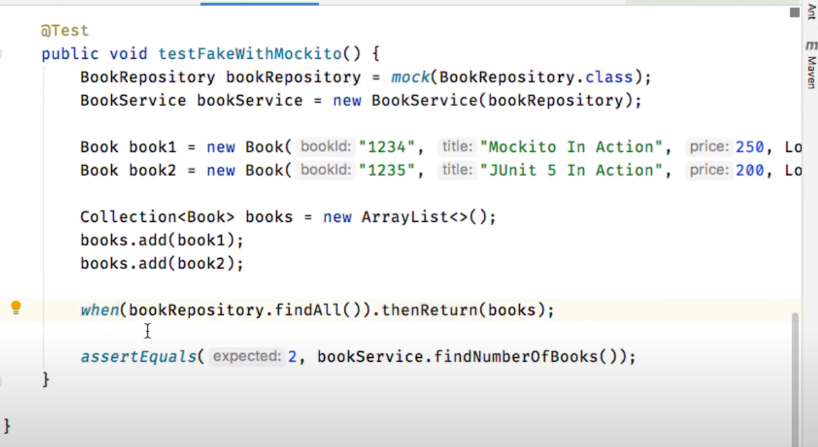 @Test
public void testFakeWithMockito() {
BookRepository bookRepository = mock(BookRepository.class);
BookService bookService = new BookService(bookRepository);
Book book1 = new Book( bookId: "1234", title: "Mockito In Action", price: 250, Lo
Book book2 = new Book( bookId: "1235", title: "JUnit 5 In Action", price: 200, Lo
Collection<Book> books = new ArrayList<>();
books.add(book1);
books.add(book2);
when(bookRepository.findAll()).thenReturn(books);
assertEquals( expected: 2, bookService.findNumberOfBooks());
}
}
Ant
m
Maven